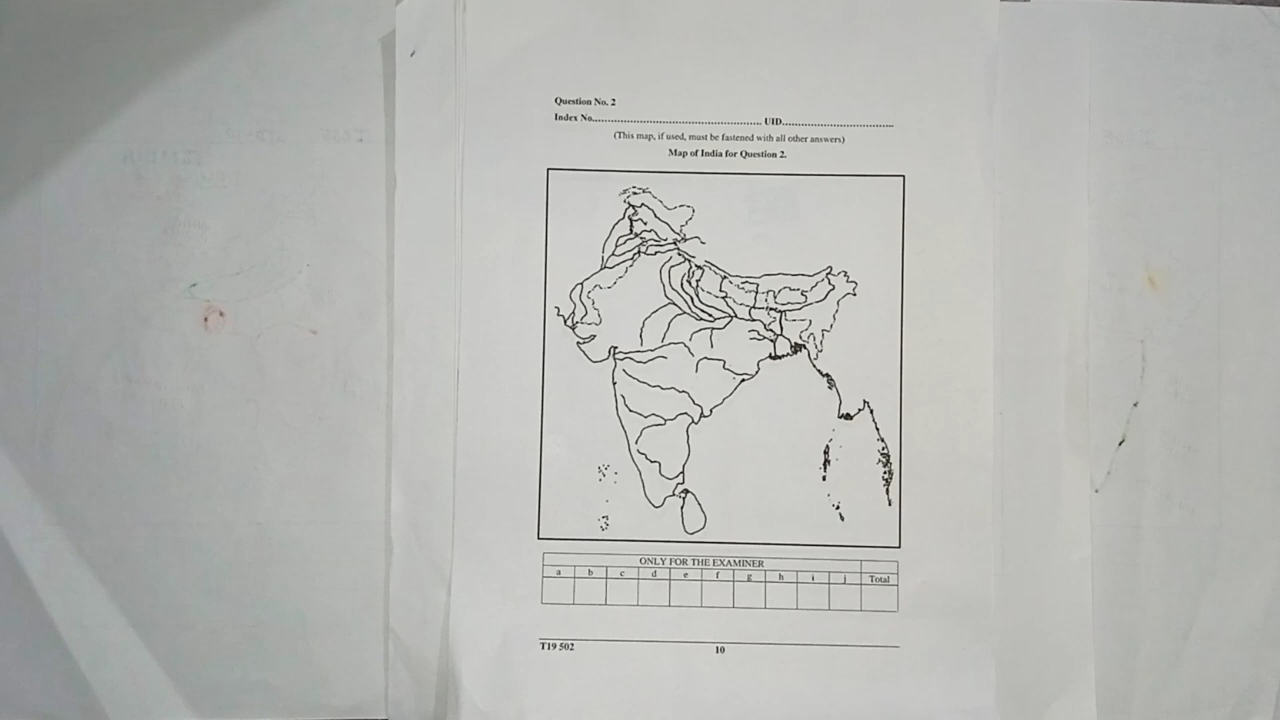 Question No. 2
Index No............................................................ UID........................................
(This map, if used, must be fastened with all other answers)
Map of India for Question 2.
ONLY FOR THE EXAMINER
a b c d e f g h i j Total
T19 502 10